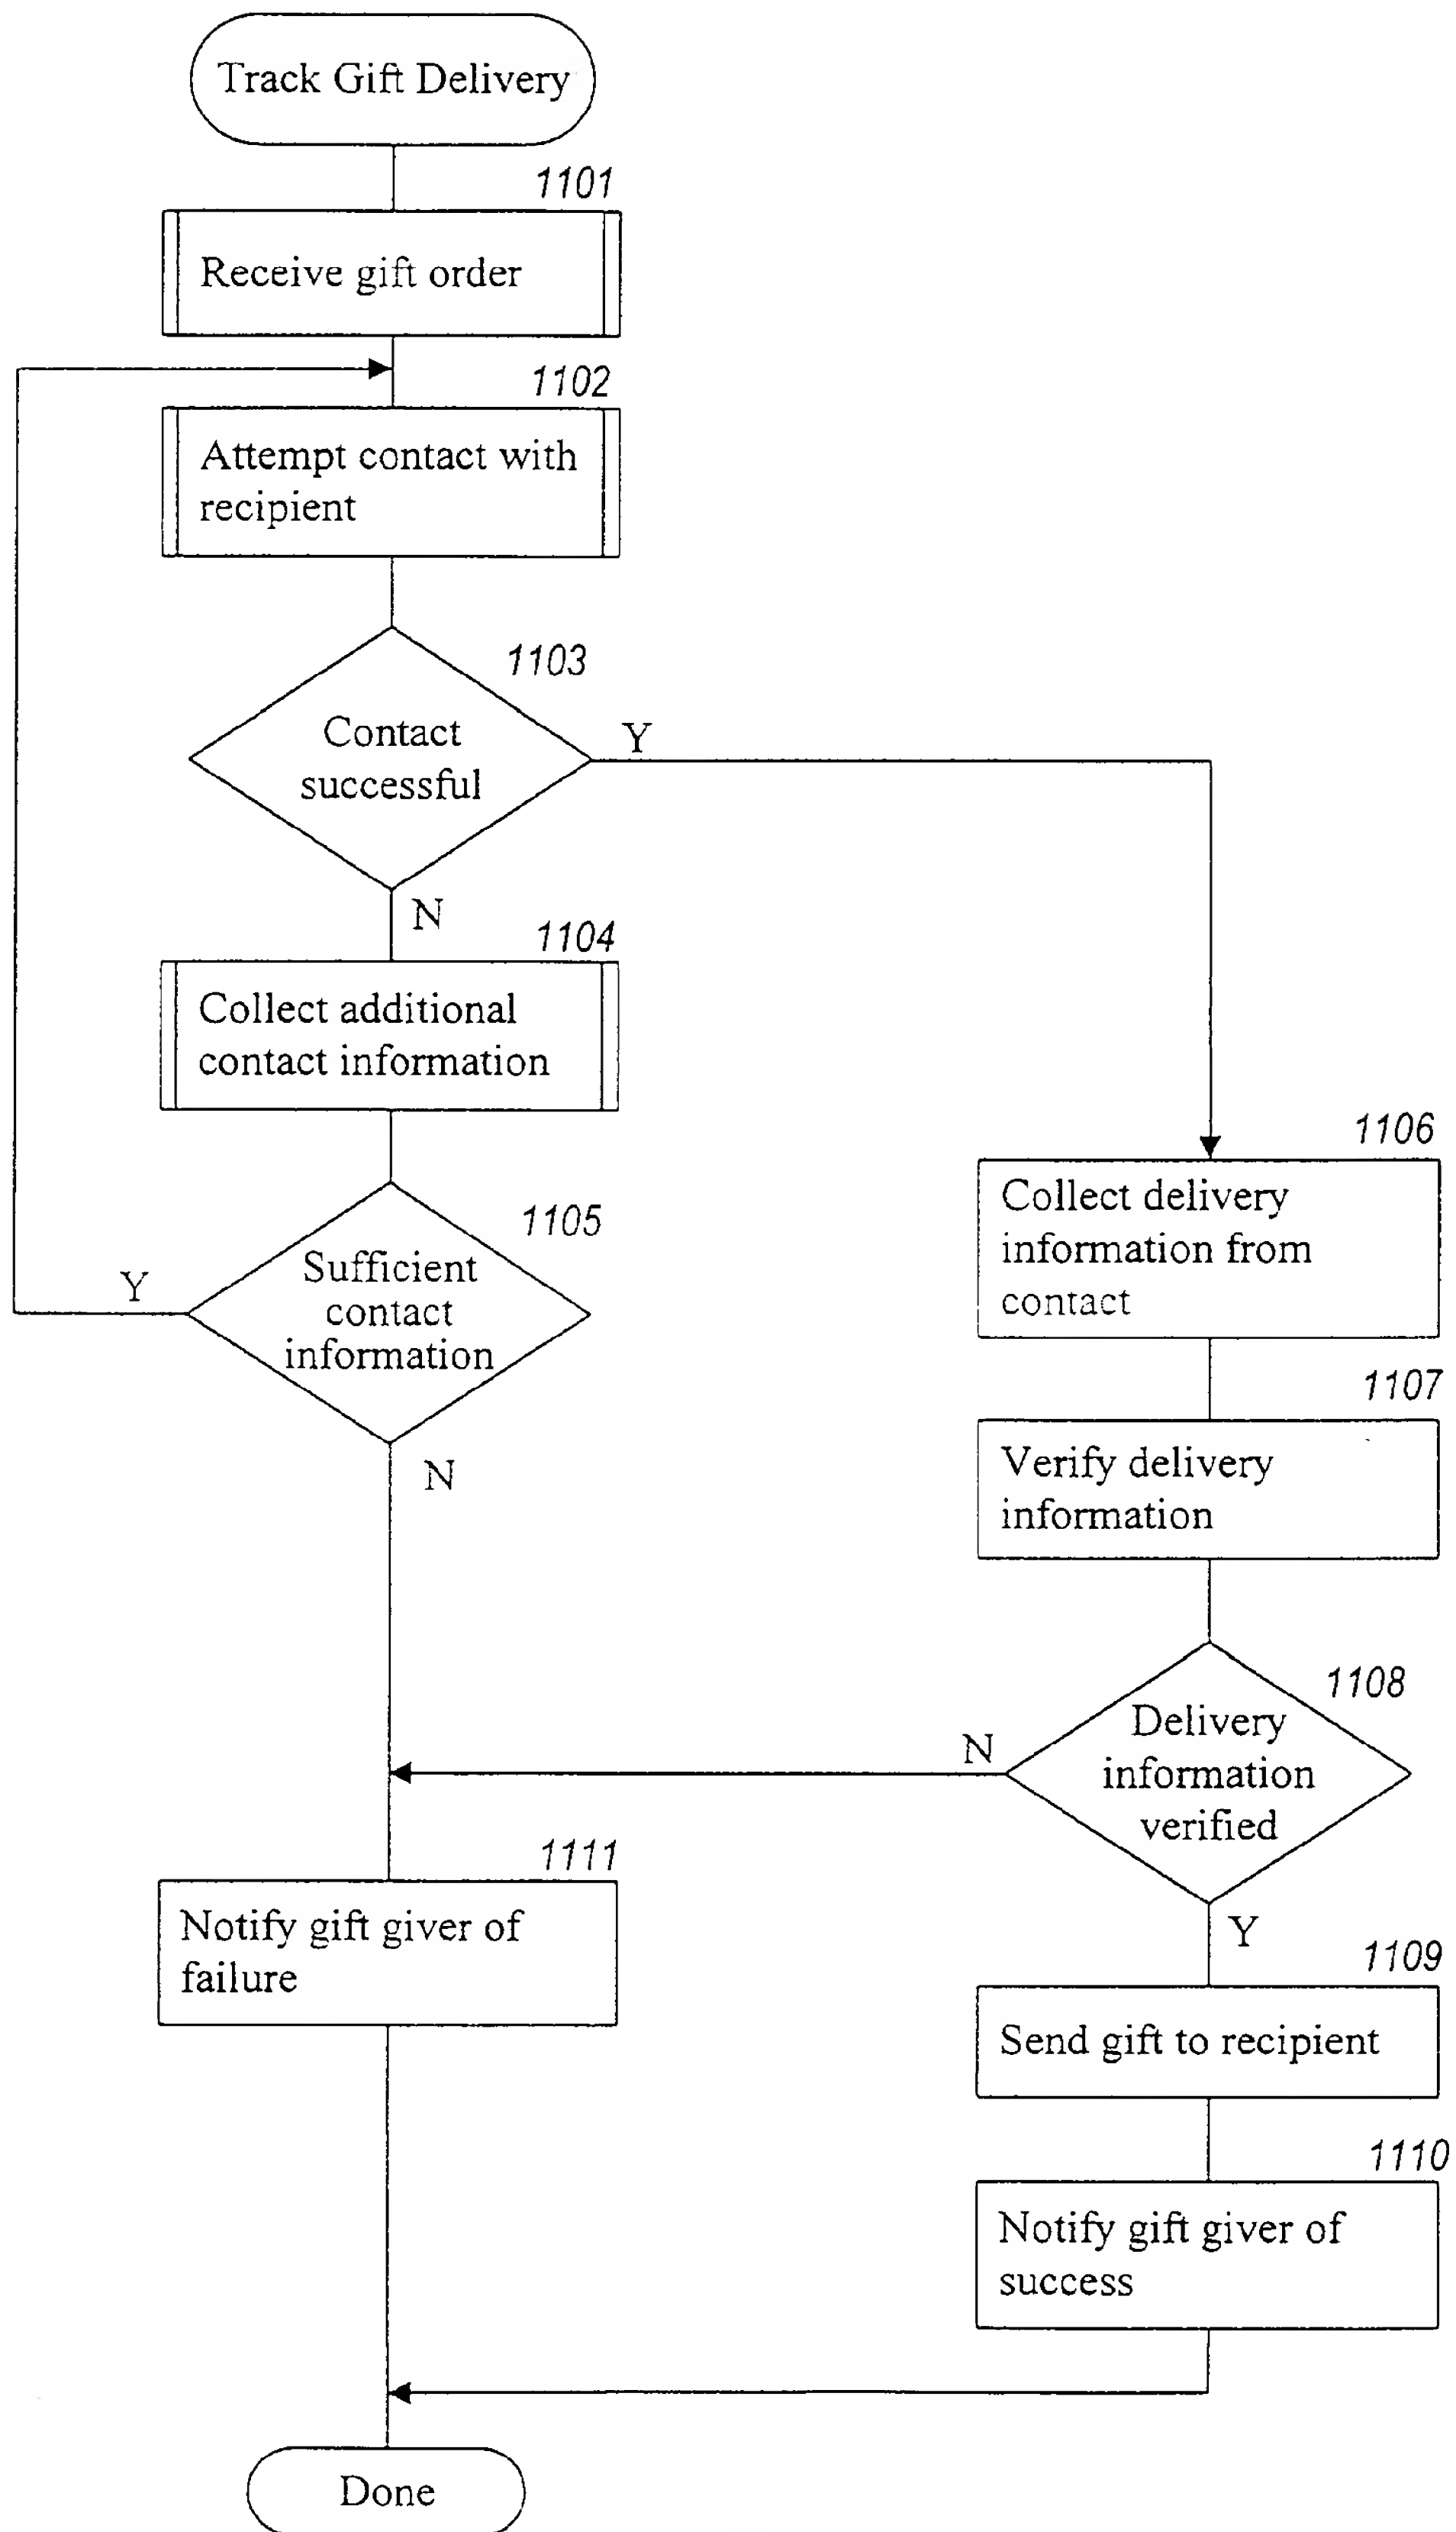 Track Gift Delivery
1101
Receive gift order
1102
Attempt contact with
recipient
1103
Contact
successful
Y
N
1104
Collect additional
contact information
1105
Sufficient
contact
information
Y
N
1106
Collect delivery
information from
contact
1107
Verify delivery
information
1108
Delivery
information
verified
N
Y
1109
Send gift to recipient
1110
Notify gift giver of
success
1111
Notify gift giver of
failure
Done